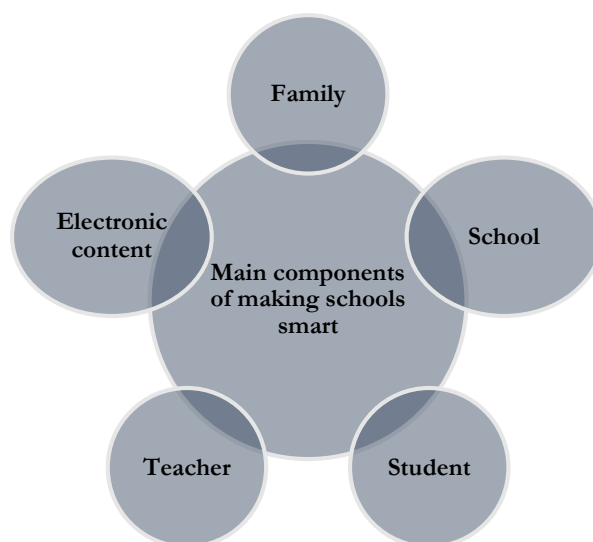 Family
Electronic
content
School
Main components
of making schools
smart
Teacher
Student